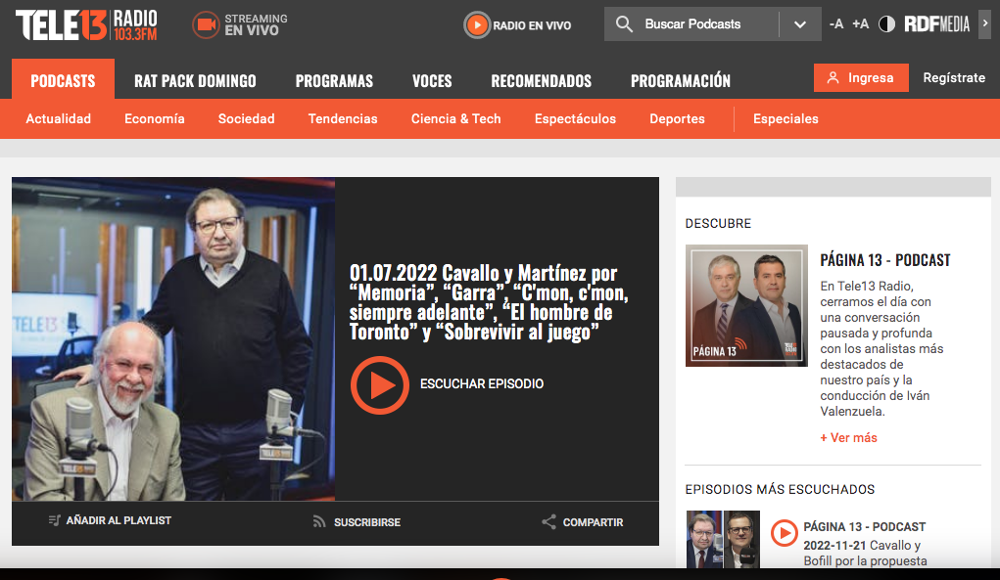 TELE13 RADIO
103.3FM
STREAMING
EN VIVO
RADIO EN VIVO
Buscar Podcasts
-A +A
RDFMEDIA
PODCASTS
RAT PACK DOMINGO
PROGRAMAS
VOCES
RECOMENDADOS
PROGRAMACIÓN
Ingresa
Regístrate
Actualidad
Economía
Sociedad
Tendencias
Ciencia & Tech
Espectáculos
Deportes
Especiales
TELE13
01.07.2022 Cavallo y Martínez por
“Memoria”, “Garra”, “C'mon, c'mon,
siempre adelante”, “El hombre de
Toronto” y “Sobrevivir al juego”
ESCUCHAR EPISODIO
AÑADIR AL PLAYLIST
SUSCRIBIRSE
COMPARTIR
DESCUBRE
PÁGINA 13
PÁGINA 13 - PODCAST
En Tele13 Radio,
cerramos el día con
una conversación
pausada y profunda
con los analistas más
destacados de
nuestro país y la
conducción de Iván
Valenzuela.
+ Ver más
EPISODIOS MÁS ESCUCHADOS
PÁGINA 13 - PODCAST
2022-11-21 Cavallo y
Bofill por la propuesta